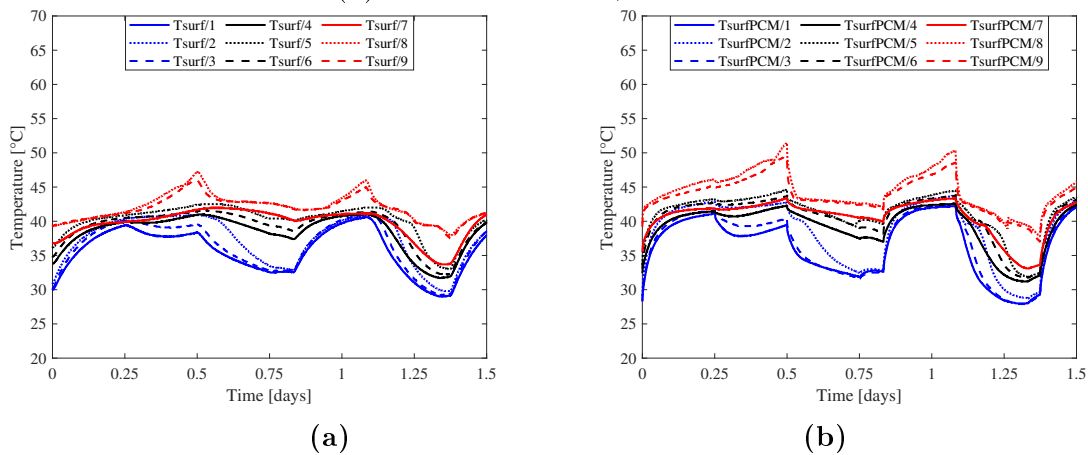 70
65
60
55
50
45
40
35
30
25
20
Temperature [°C]
Tsurf/1 Tsurf/4 Tsurf/7
Tsurf/2 Tsurf/5 Tsurf/8
Tsurf/3 Tsurf/6 Tsurf/9
0 0.25 0.5 0.75 1 1.25 1.5
Time [days]
(a)
70
65
60
55
50
45
40
35
30
25
20
Temperature [°C]
TsurfPCM/1 TsurfPCM/4 TsurfPCM/7
TsurfPCM/2 TsurfPCM/5 TsurfPCM/8
TsurfPCM/3 TsurfPCM/6 TsurfPCM/9
0 0.25 0.5 0.75 1 1.25 1.5
Time [days]
(b)